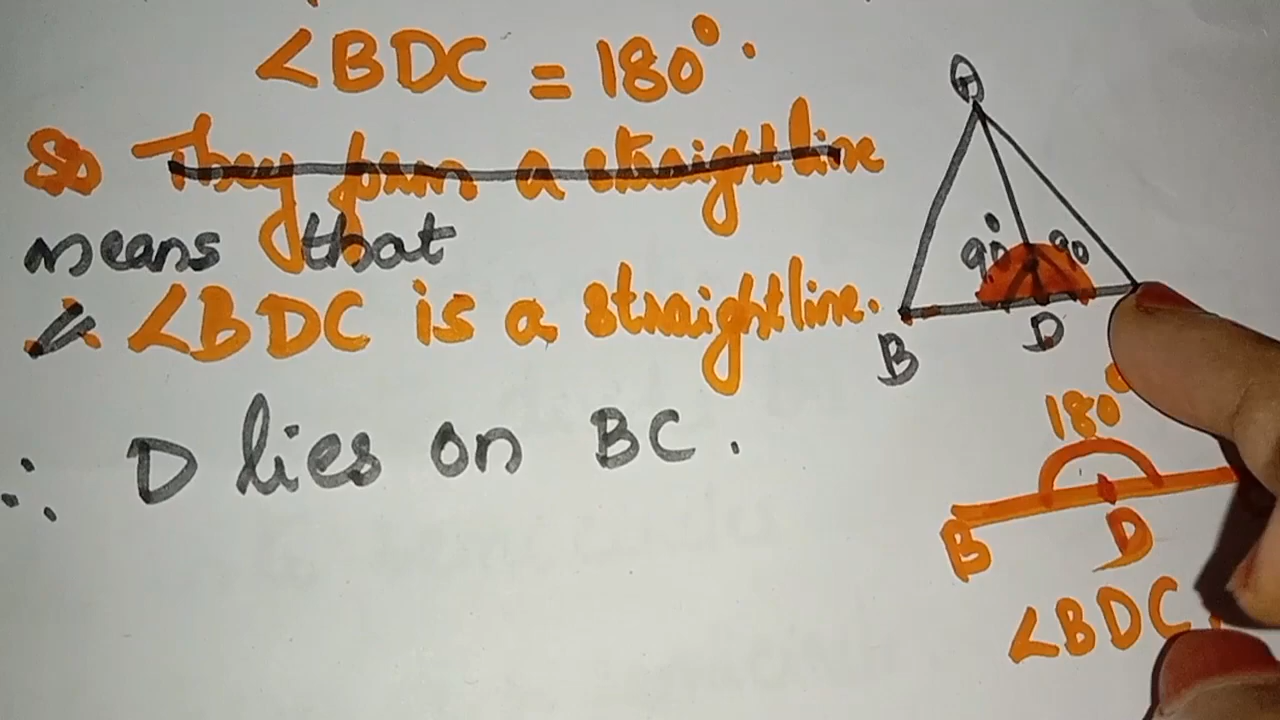 ∠BDC = 180°.
So They form a straight line
means that
∠BDC is a straight line.
∴ D lies on BC.
A
90°
90
B
D
180°
B
D
∠BDC